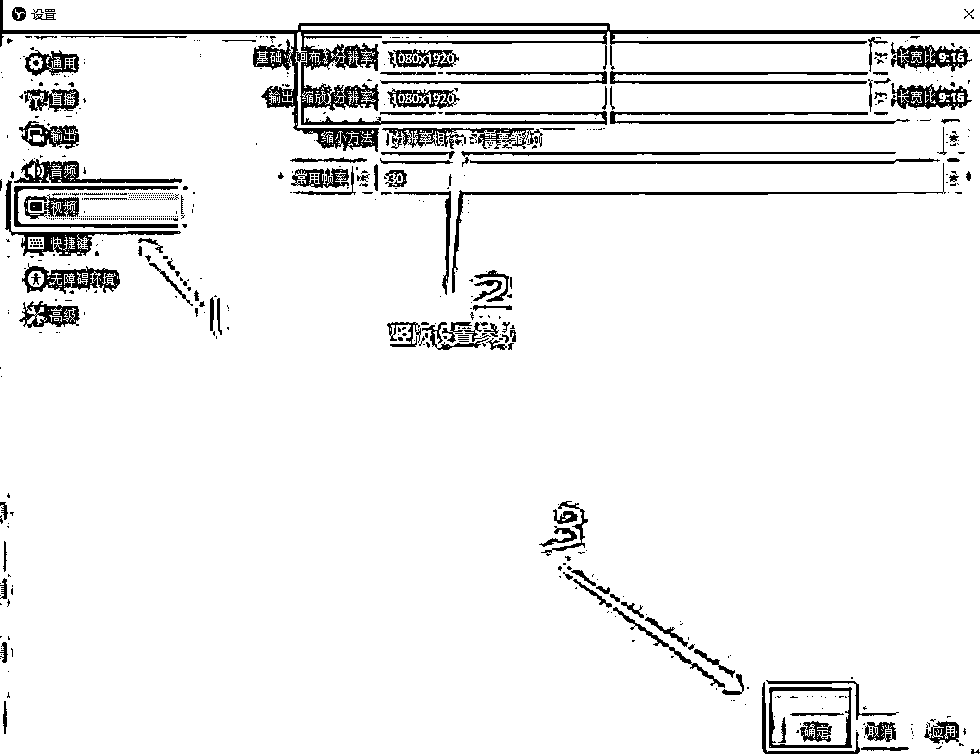 设置
通用
直播
输出
音频
视频
快捷键
无障碍环境
高级
基础（画布）分辨率 1080x1920 长宽比 9:16
输出（缩放）分辨率 1080x1920 长宽比 9:16
缩小方法
常用帧率 30
1
2
竖版设置参数
3
确定 取消 应用